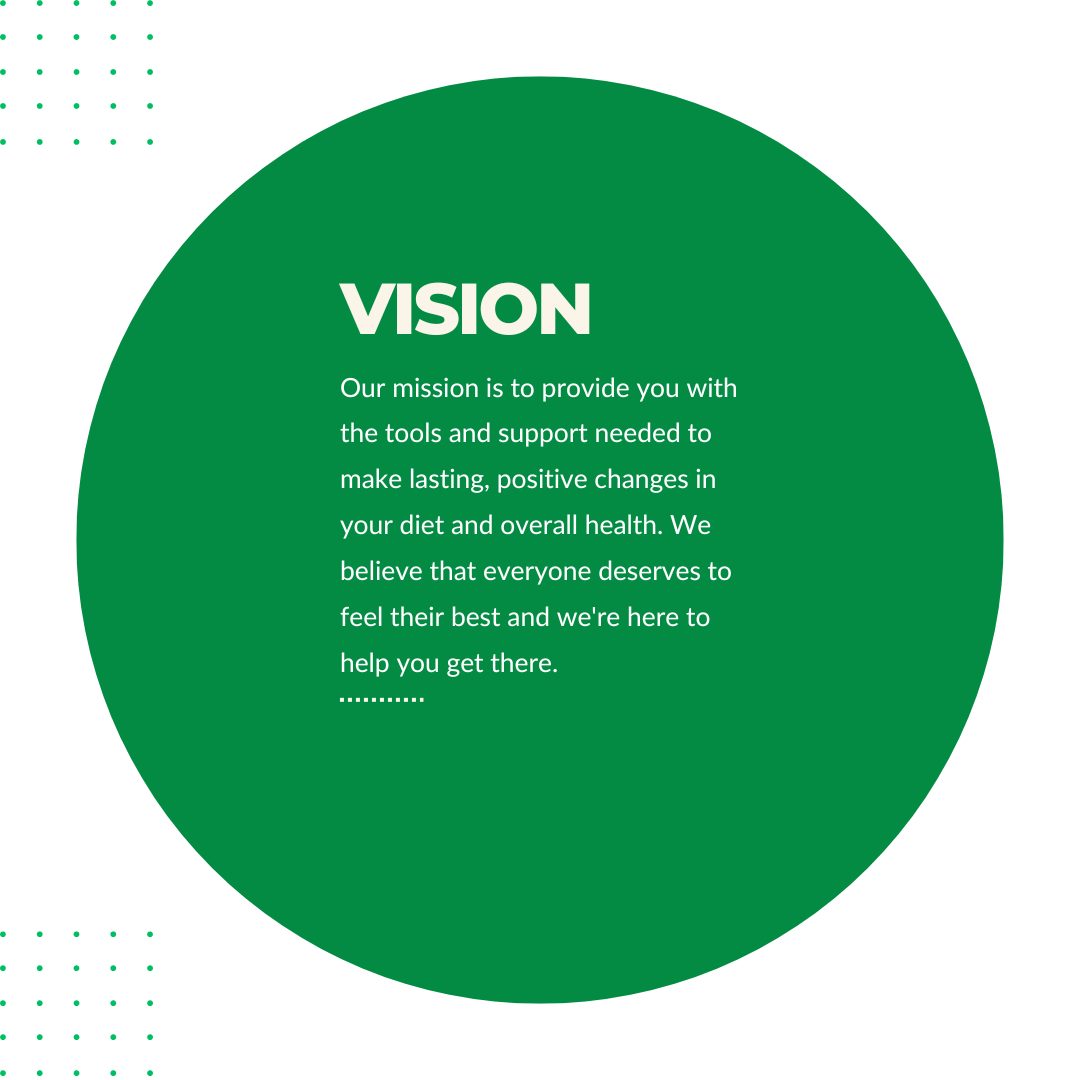 VISION
Our mission is to provide you with
the tools and support needed to
make lasting, positive changes in
your diet and overall health. We
believe that everyone deserves to
feel their best and we're here to
help you get there.